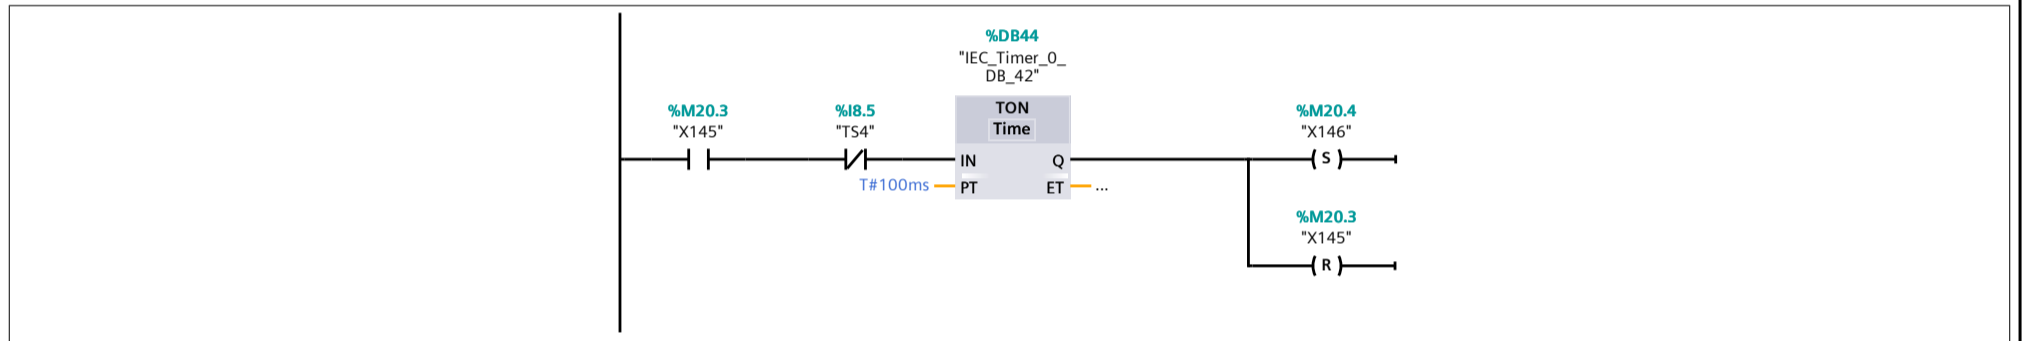 %DB44
"IEC_Timer_0_
DB_42"
%M20.3
"X145"
%I8.5
"TS4"
TON
Time
%M20.4
"X146"
IN
Q
S
T#100ms
PT
ET
...
%M20.3
"X145"
R